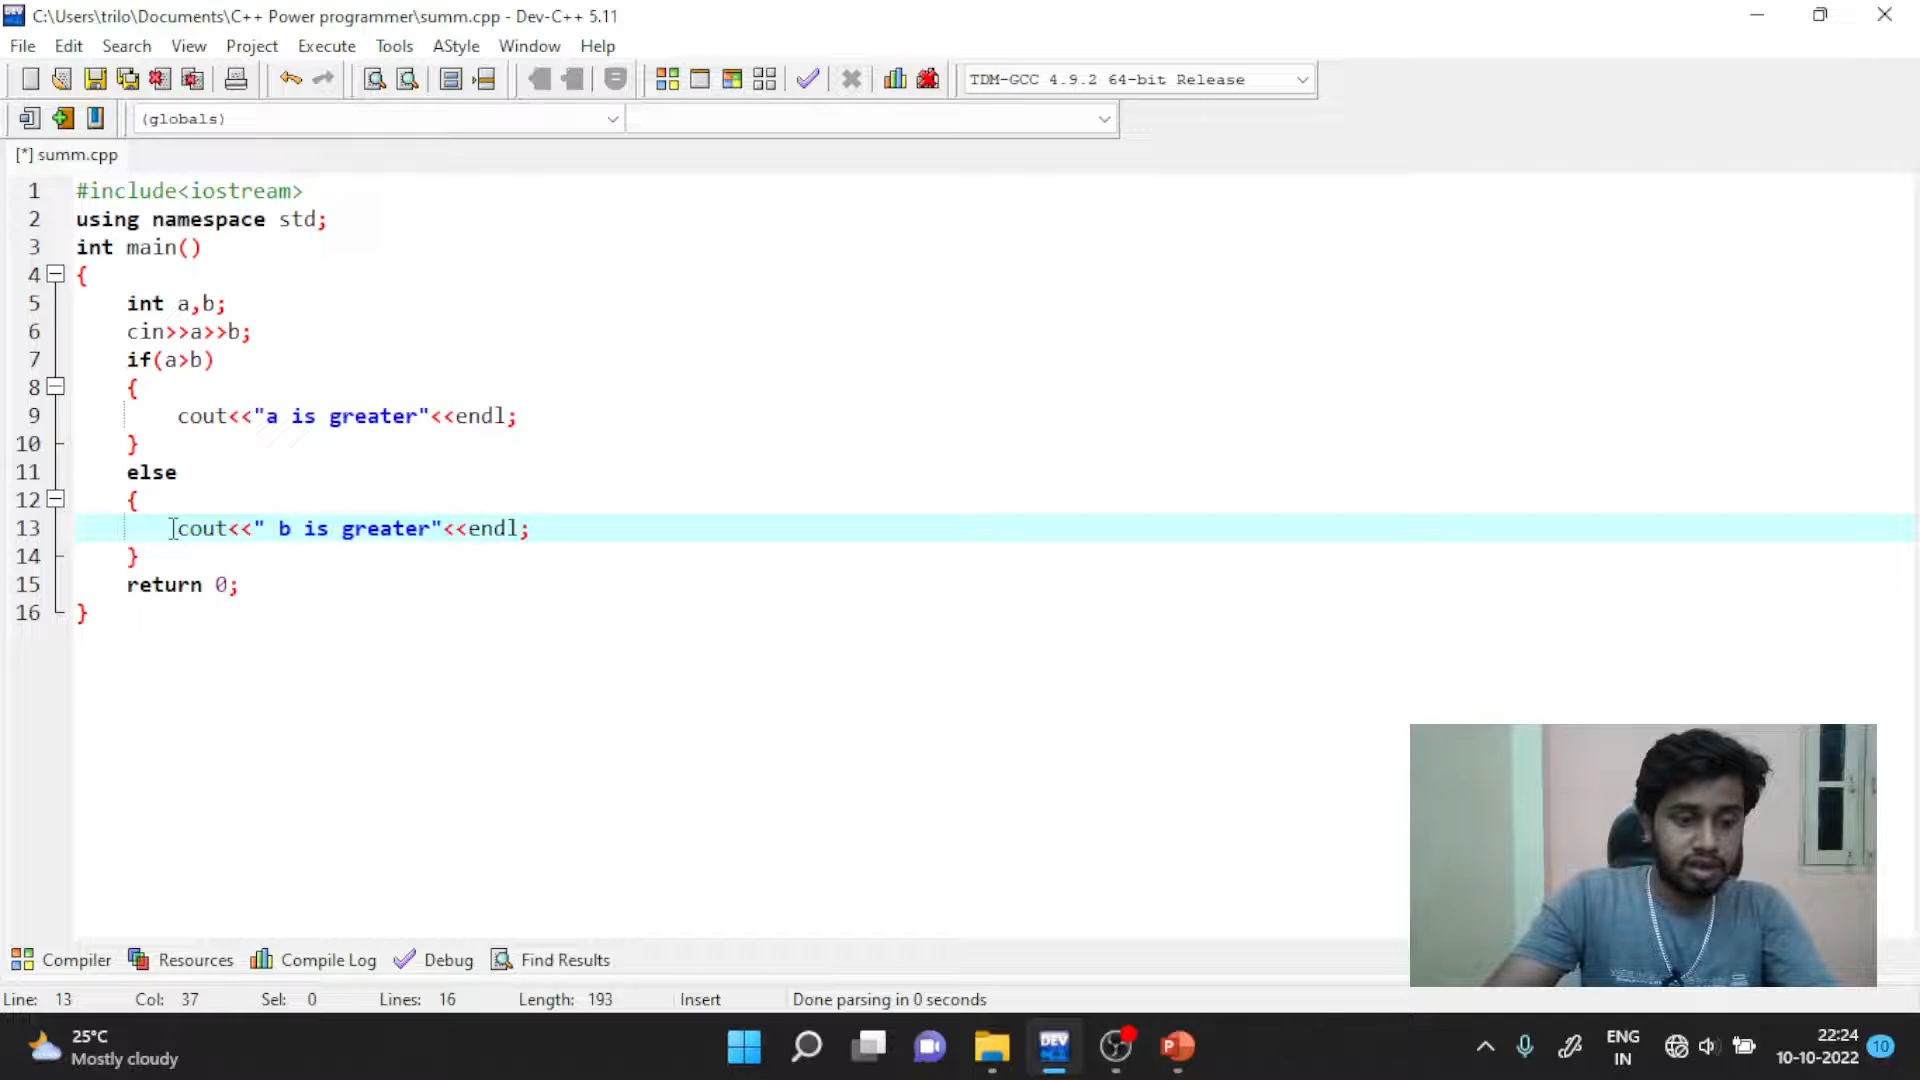 C:\Users\trilo\Documents\C++ Power programmer\summ.cpp - Dev-C++ 5.11
File Edit Search View Project Execute Tools AStyle Window Help
TDM-GCC 4.9.2 64-bit Release
(globals)
[*] summ.cpp
1 #include<iostream>
2 using namespace std;
3 int main()
4 {
5 int a,b;
6 cin>>a>>b;
7 if(a>b)
8 {
9 cout<<"a is greater"<<endl;
10 }
11 else
12 {
13 cout<<" b is greater"<<endl;
14 }
15 return 0;
16 }
Compiler Resources Compile Log Debug Find Results
Line: 13 Col: 37 Sel: 0 Lines: 16 Length: 193 Insert Done parsing in 0 seconds
25°C
Mostly cloudy
DEV
P
ENG
IN
22:24
10-10-2022
10